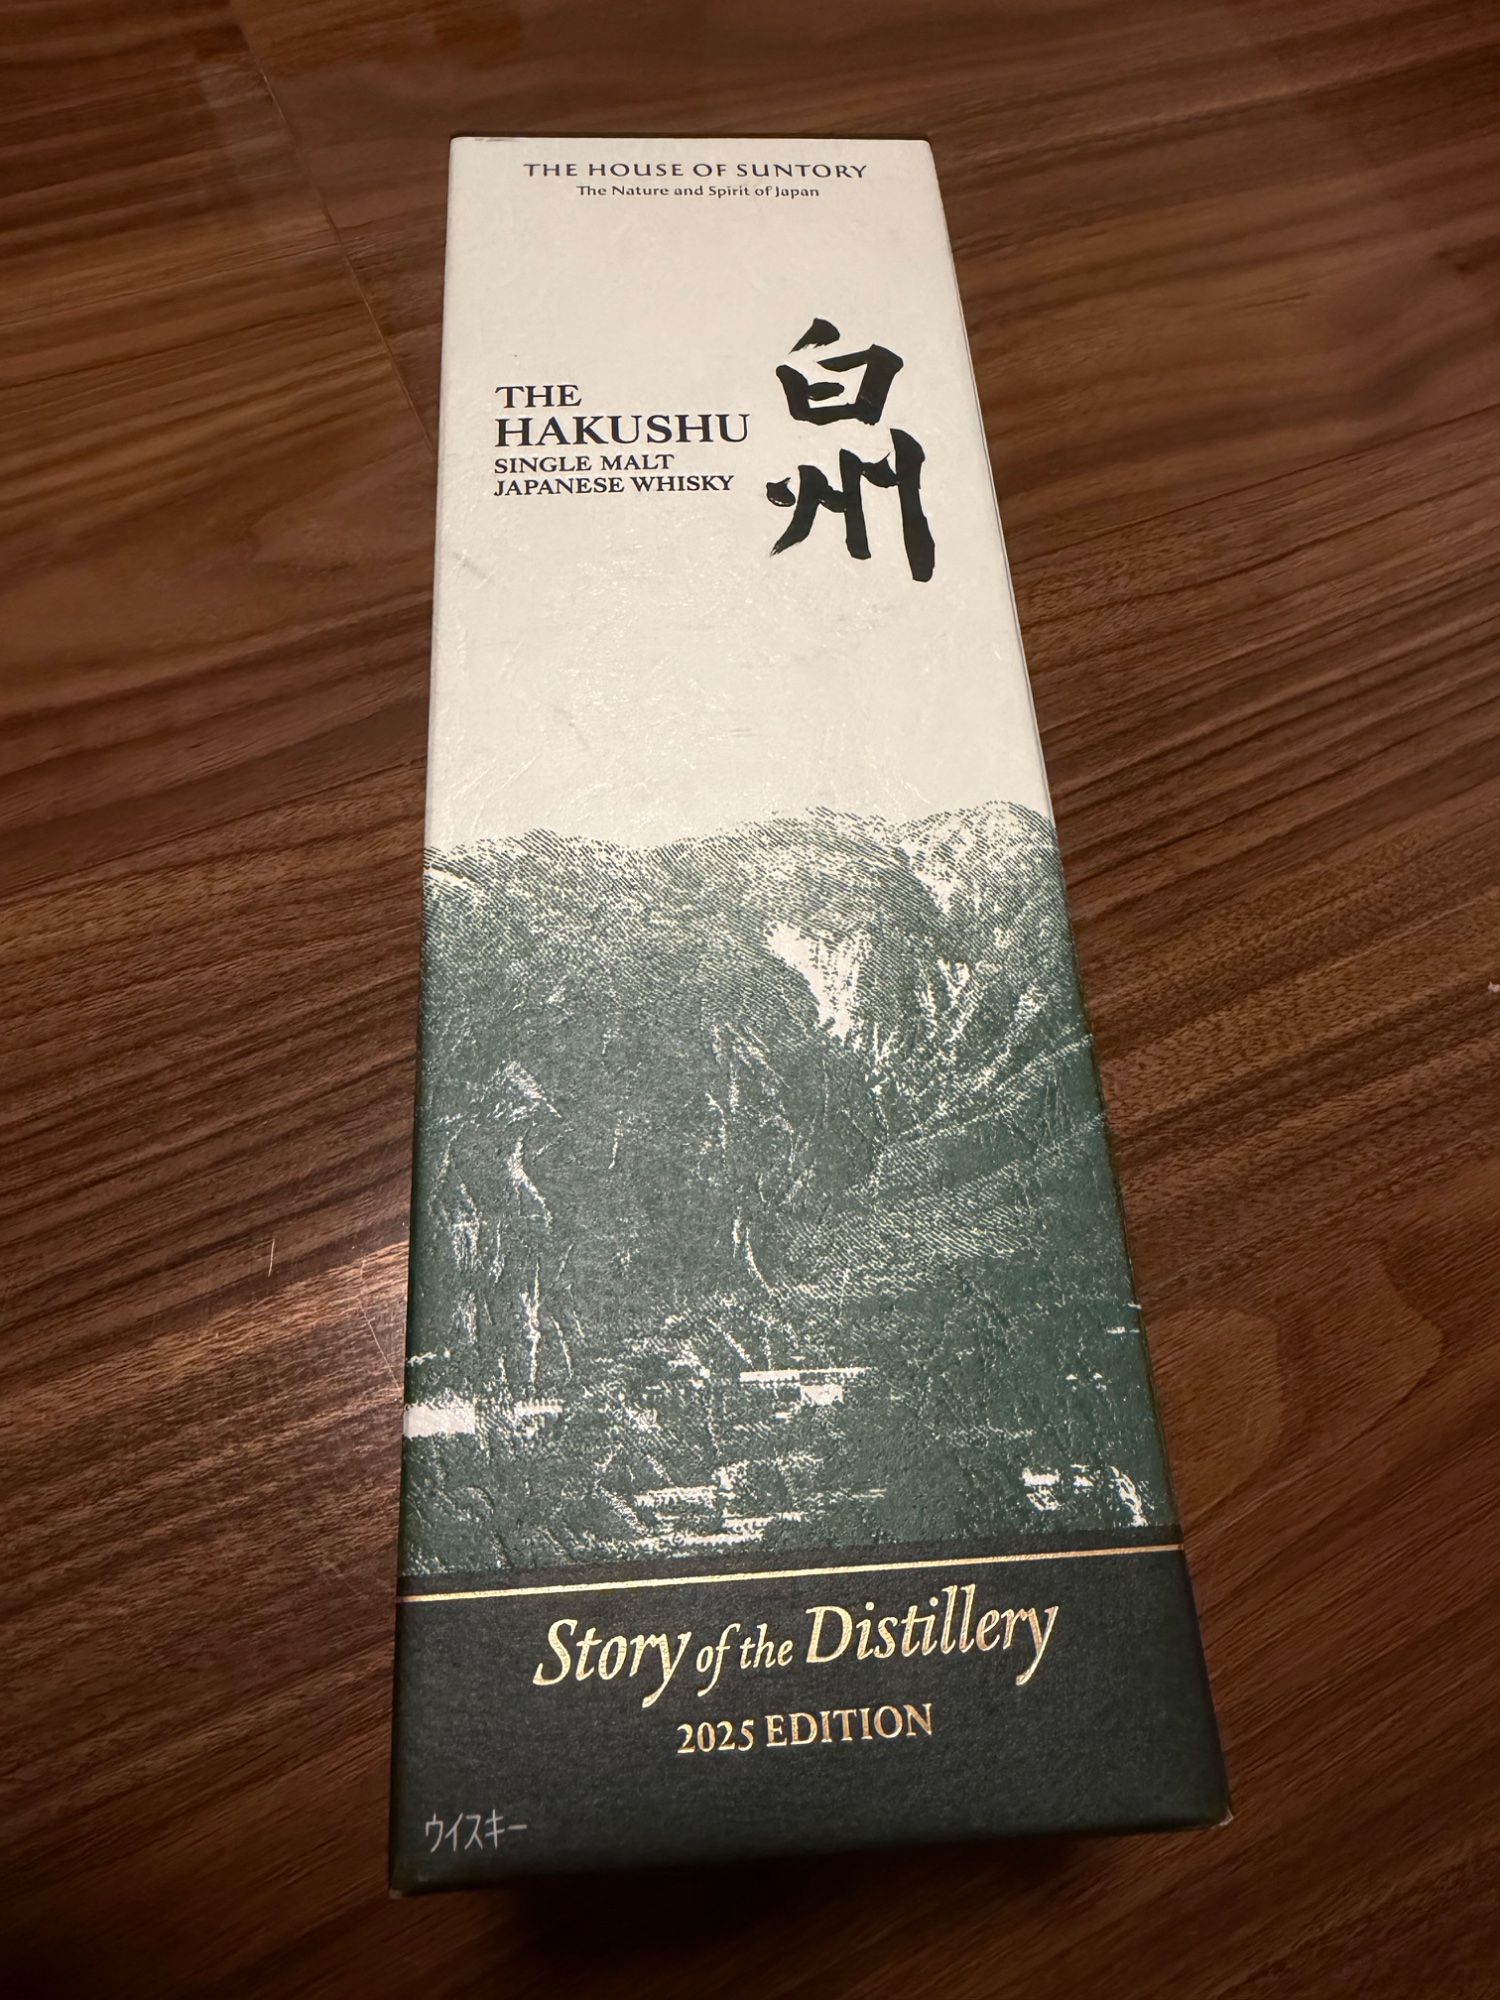 THE HOUSE OF SUNTORY
The Nature and Spirit of Japan
THE
HAKUSHU
SINGLE MALT
JAPANESE WHISKY
白州
Story of the Distillery
2025 EDITION
ウイスキー